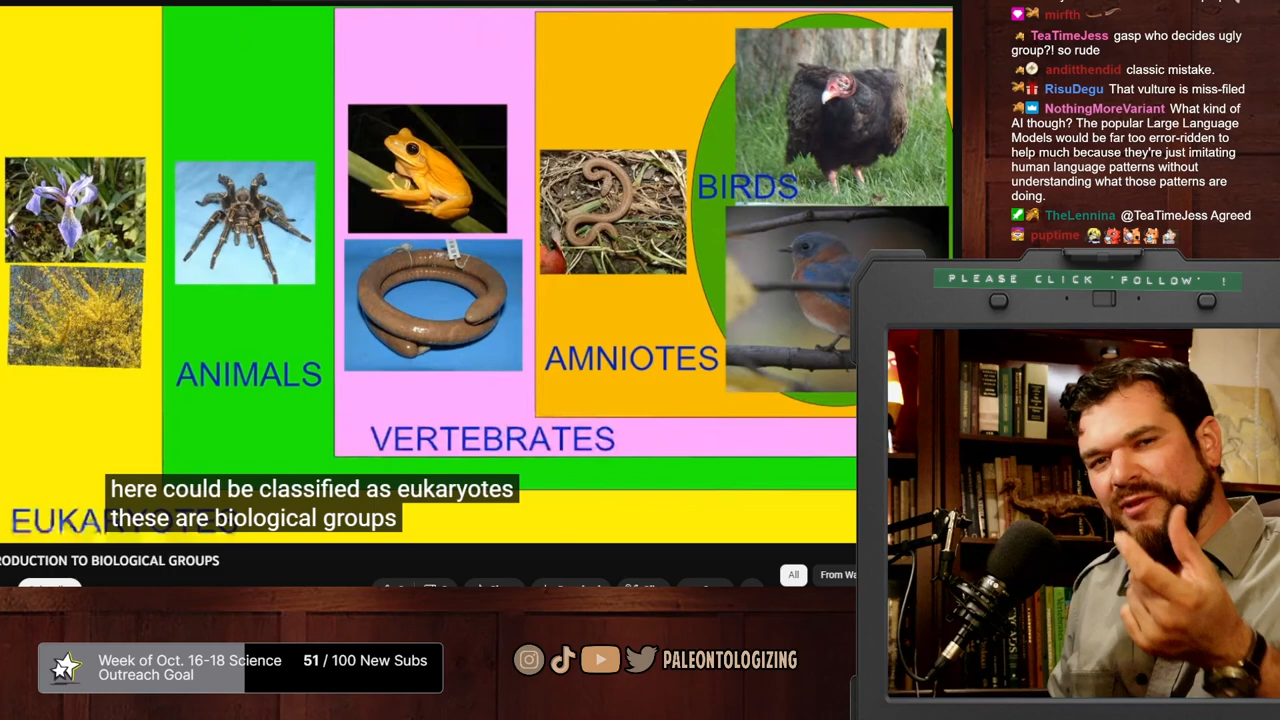 BIRDS
AMNIOTES
ANIMALS
VERTEBRATES
here could be classified as eukaryotes
these are biological groups
EUKARYOTES
RODUCTION TO BIOLOGICAL GROUPS
All
From Wa
mirfth
TeaTimeJess gasp who decides ugly
group?! so rude
anditthendid classic mistake.
RisuDegu That vulture is miss-filed
NothingMoreVariant What kind of
AI though? The popular Large Language
Models would be far too error-ridden to
help much because they're just imitating
human language patterns without
understanding what those patterns are
doing.
TheLennina @TeaTimeJess Agreed
puptime
PLEASE CLICK "FOLLOW" !
Week of Oct. 16-18 Science
Outreach Goal
51 / 100 New Subs
PALEONTOLOGIZING